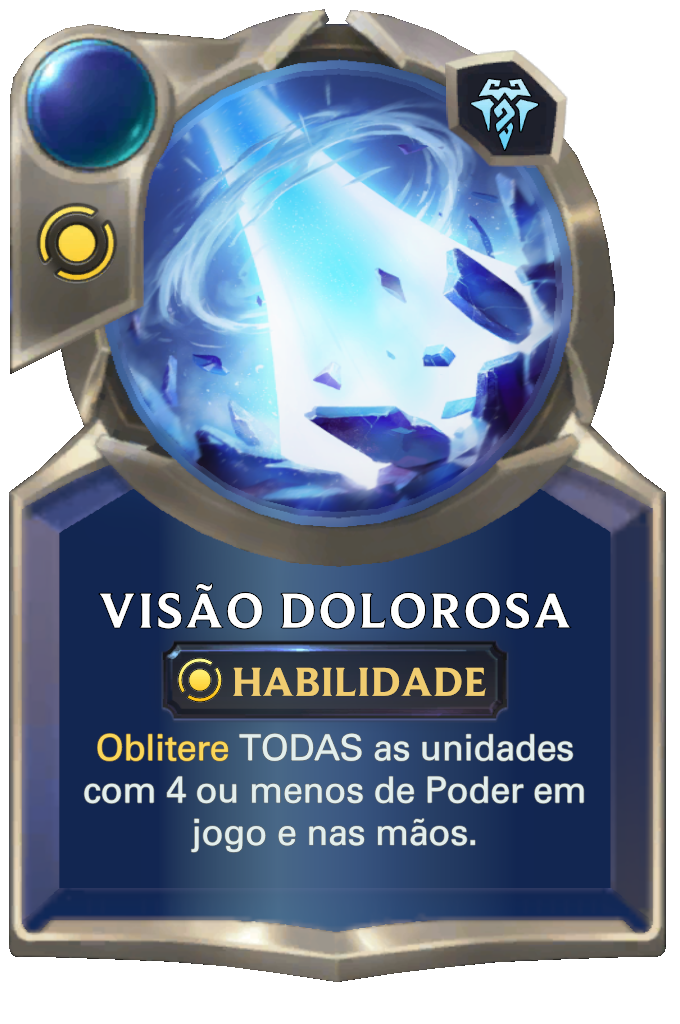 VISÃO DOLOROSA
HABILIDADE
Oblitere TODAS as unidades
com 4 ou menos de Poder em
jogo e nas mãos.